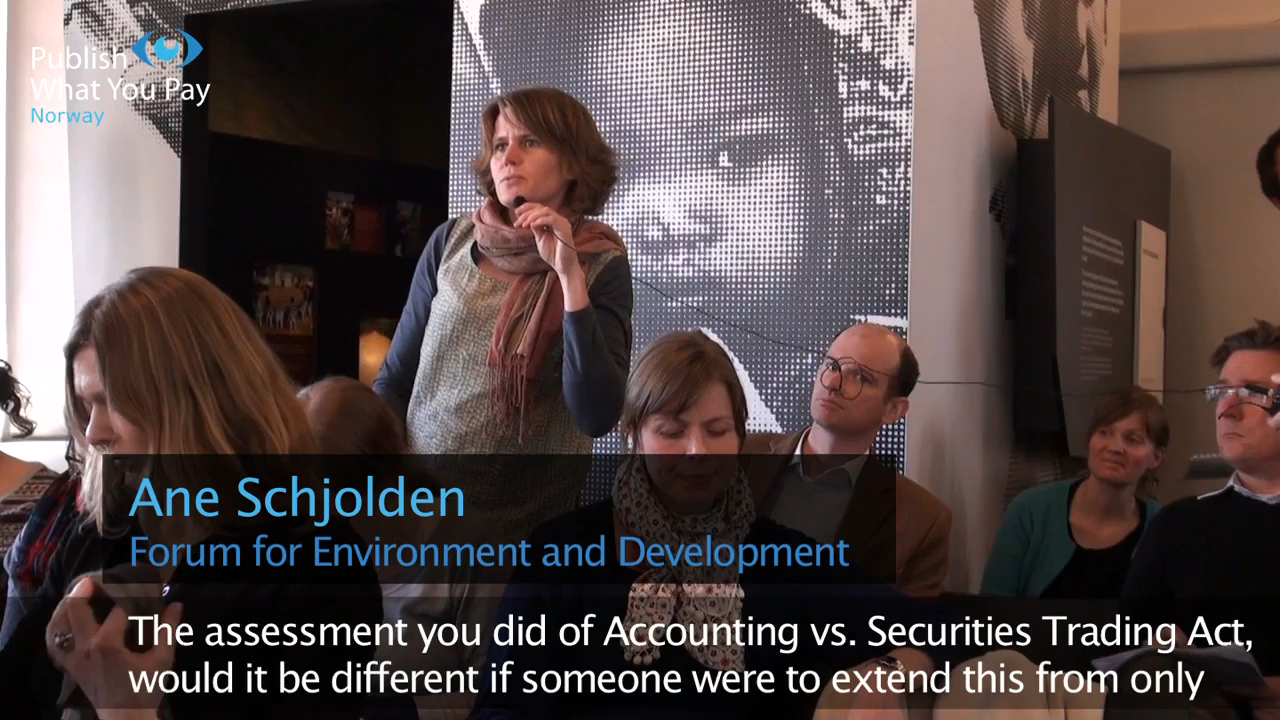 Publish
What You Pay
Norway
Ane Schjolden
Forum for Environment and Development
The assessment you did of Accounting vs. Securities Trading Act,
would it be different if someone were to extend this from only